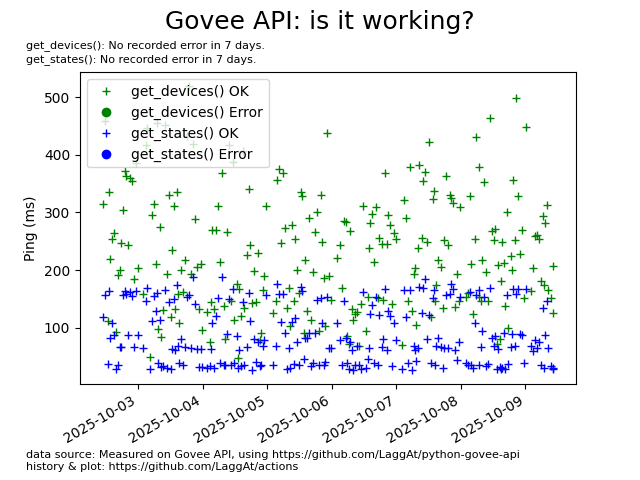 Govee API: is it working?
get_devices(): No recorded error in 7 days.
get_states(): No recorded error in 7 days.
get_devices() OK
get_devices() Error
get_states() OK
get_states() Error
Ping (ms)
500
400
300
200
100
2025-10-03
2025-10-04
2025-10-05
2025-10-06
2025-10-07
2025-10-08
2025-10-09
data source: Measured on Govee API, using https://github.com/LaggAt/python-govee-api
history & plot: https://github.com/LaggAt/actions